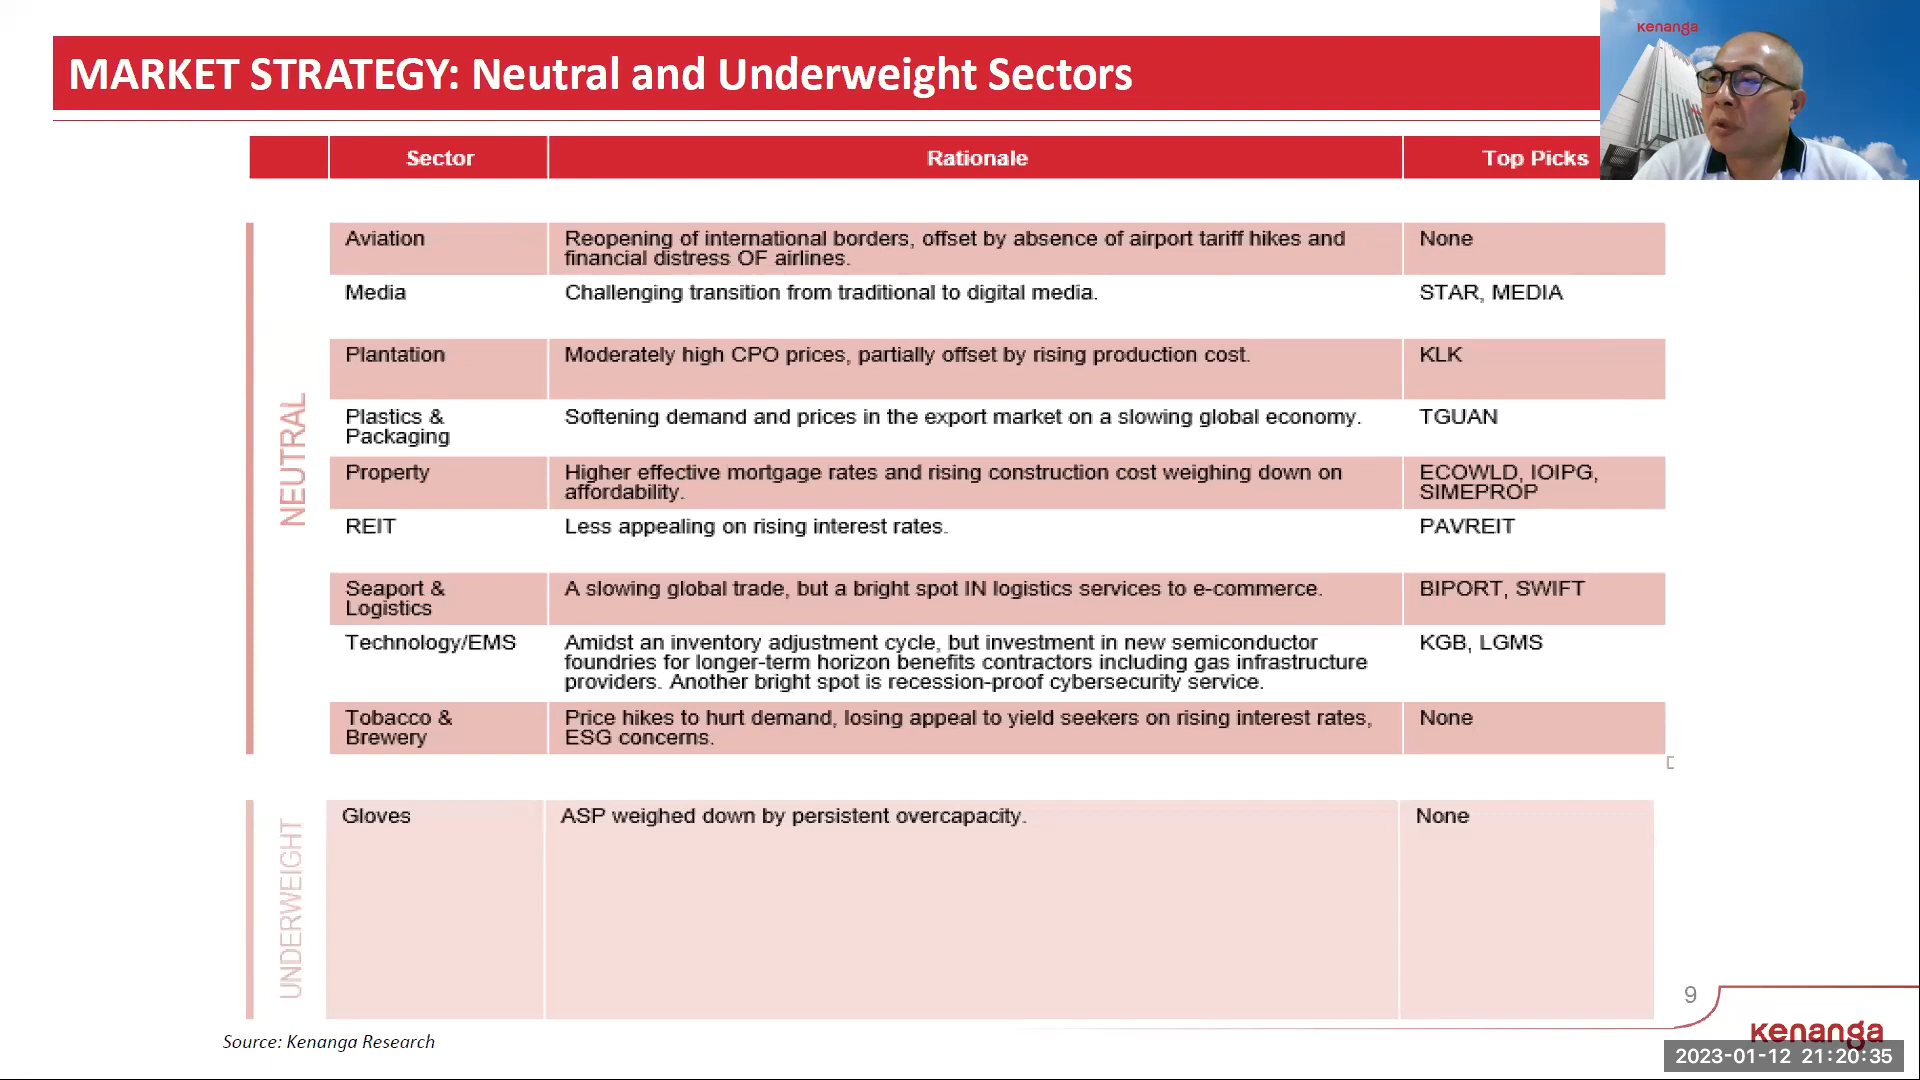 kenanga
MARKET STRATEGY: Neutral and Underweight Sectors
Sector Rationale Top Picks
NEUTRAL
Aviation Reopening of international borders, offset by absence of airport tariff hikes and None
financial distress OF airlines.
Media Challenging transition from traditional to digital media. STAR, MEDIA
Plantation Moderately high CPO prices, partially offset by rising production cost. KLK
Plastics & Softening demand and prices in the export market on a slowing global economy. TGUAN
Packaging
Property Higher effective mortgage rates and rising construction cost weighing down on ECOWLD, IOIPG,
affordability. SIMEPROP
REIT Less appealing on rising interest rates. PAVREIT
Seaport & A slowing global trade, but a bright spot IN logistics services to e-commerce. BIPORT, SWIFT
Logistics
Technology/EMS Amidst an inventory adjustment cycle, but investment in new semiconductor KGB, LGMS
foundries for longer-term horizon benefits contractors including gas infrastructure
providers. Another bright spot is recession-proof cybersecurity service.
Tobacco & Price hikes to hurt demand, losing appeal to yield seekers on rising interest rates, None
Brewery ESG concerns.
UNDERWEIGHT
Gloves ASP weighed down by persistent overcapacity. None
9
Source: Kenanga Research
kenanga
2023-01-12 21:20:35